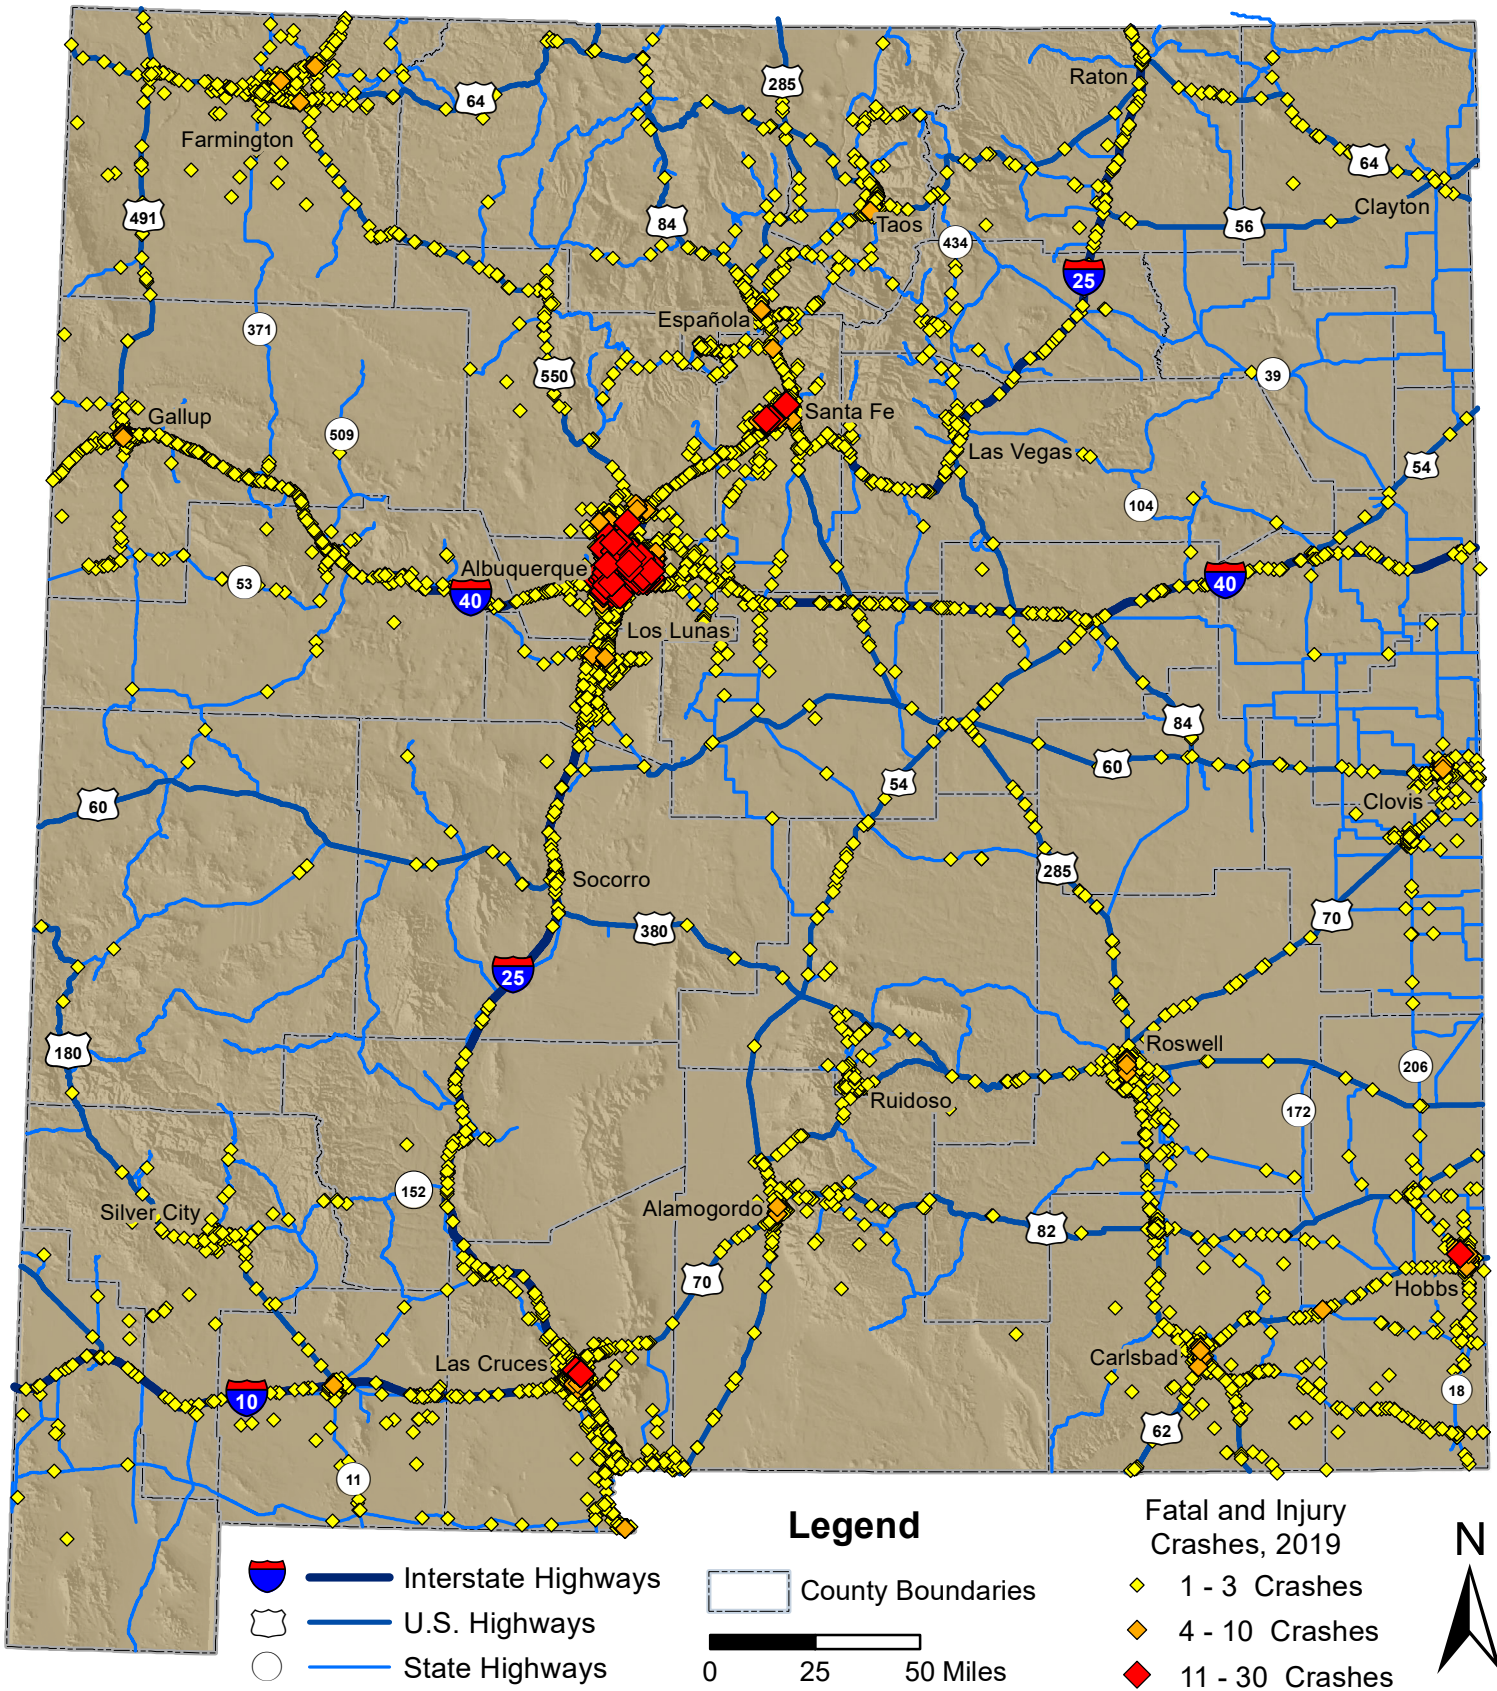 Raton
285
64
Farmington
64
Clayton
491
84
Taos
56
434
25
Española
371
550
39
Gallup
Santa Fe
509
Las Vegas
54
104
Albuquerque
53
40
40
Los Lunas
84
60
54
60
Clovis
285
Socorro
70
380
25
Roswell
180
206
Ruidoso
172
152
Silver City
Alamogordo
82
70
Hobbs
Las Cruces
Carlsbad
10
18
62
11
Legend
Interstate Highways
U.S. Highways
State Highways
County Boundaries
0 25 50 Miles
Fatal and Injury
Crashes, 2019
1 - 3 Crashes
4 - 10 Crashes
11 - 30 Crashes
N